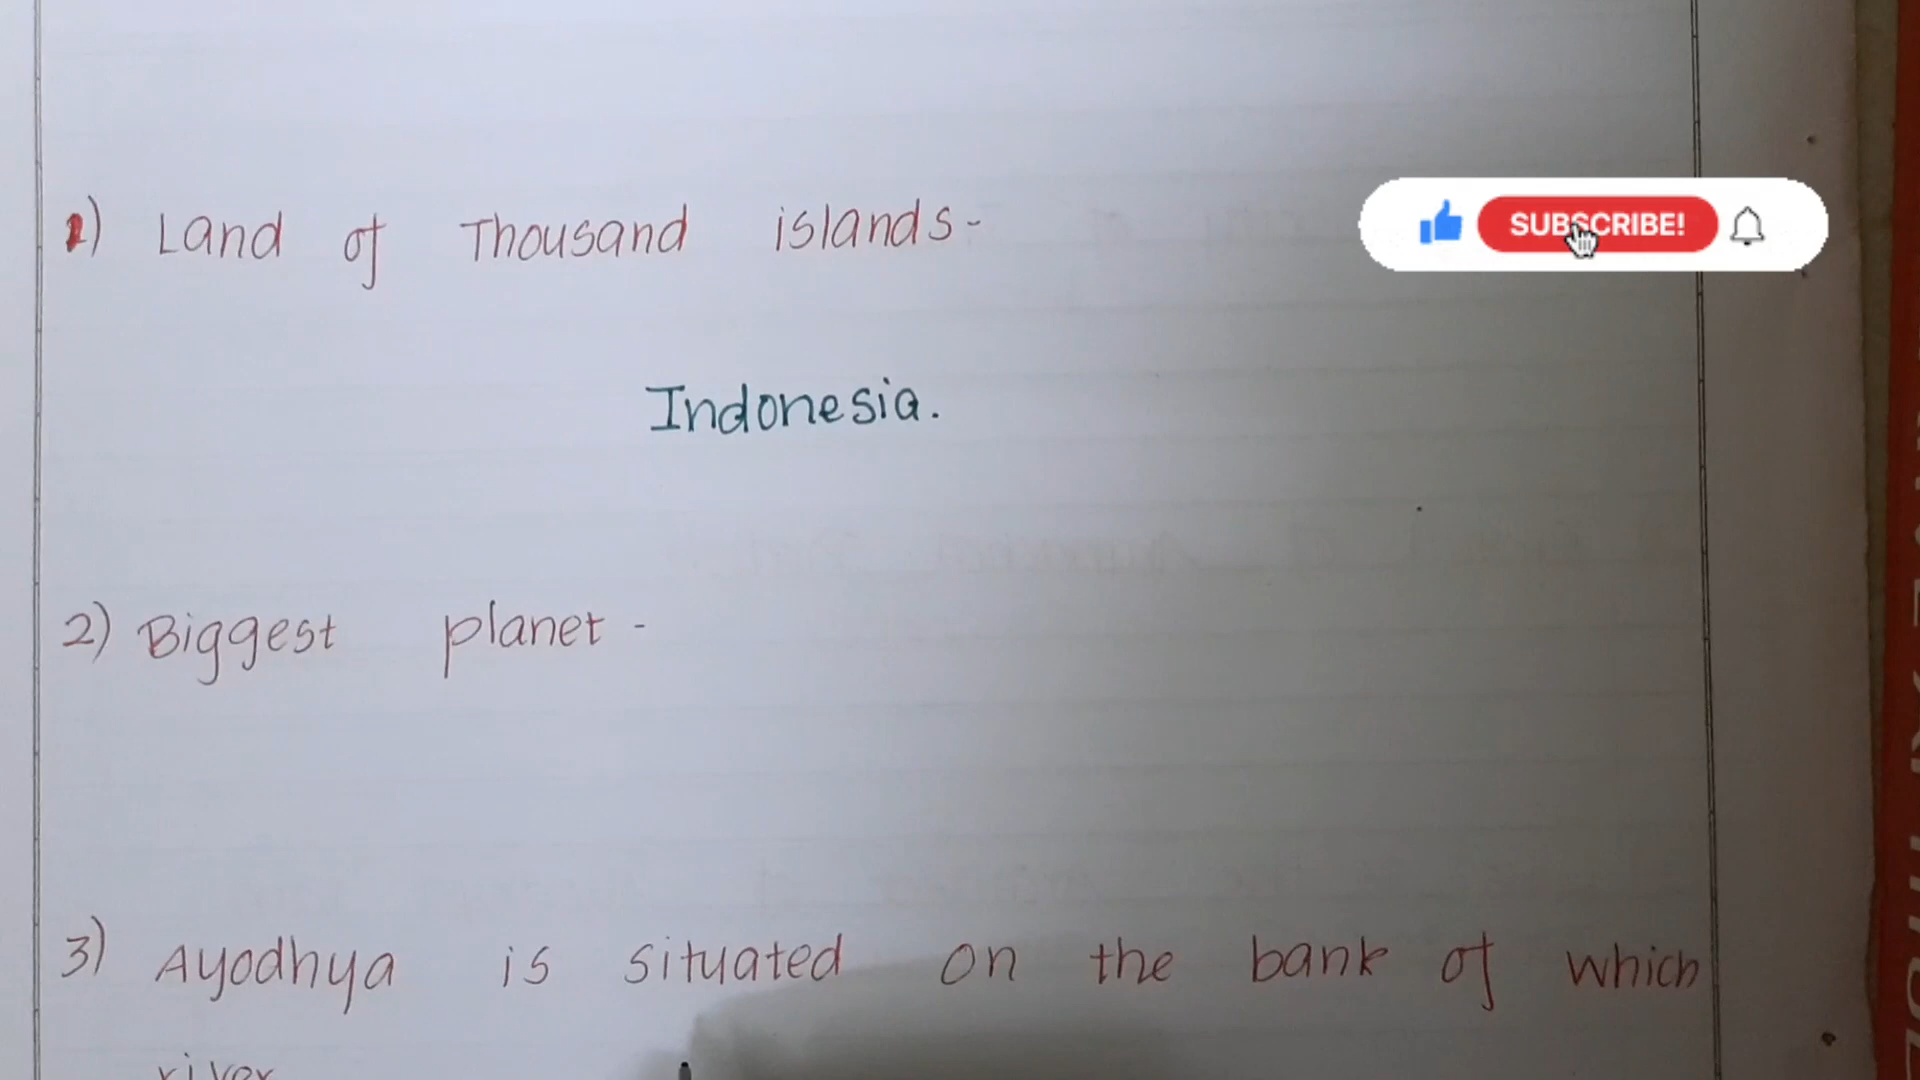 1) Land of Thousand islands-
SUBSCRIBE!
Indonesia.
2) Biggest planet -
3) Ayodhya is situated on the bank of which
river